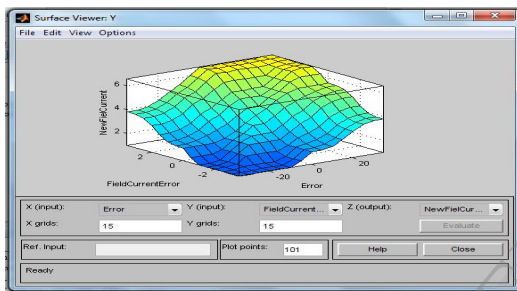 Surface Viewer: Y
File Edit View Options
6
4
2
NewFielCurrent
2
0
-2
FieldCurrentError
-20
0
20
Error
X (input): Error Y (input): FieldCurrent... Z (output): NewFielCur...
X grids: 15 Y grids: 15 Evaluate
Ref. Input: Plot points: 101 Help Close
Ready